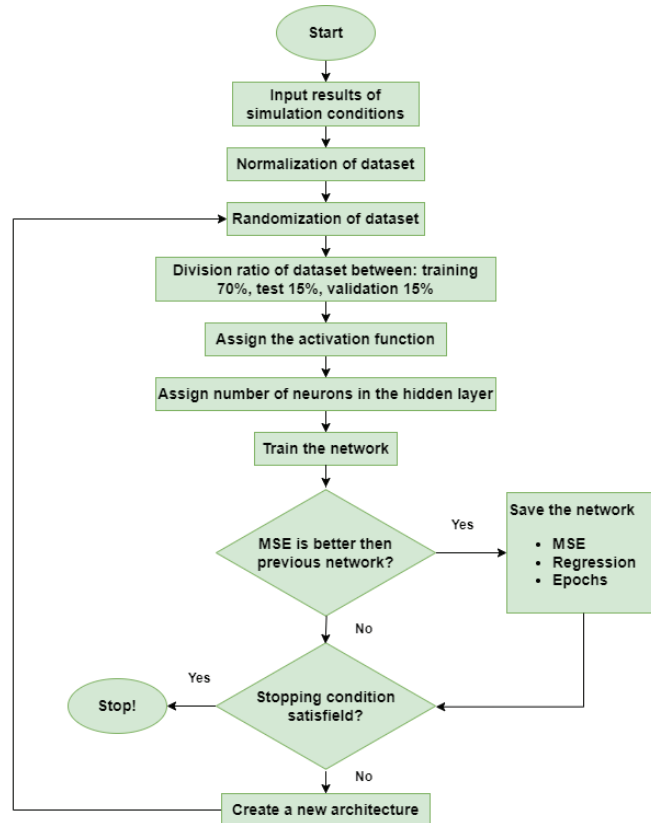 Start
Input results of
simulation conditions
Normalization of dataset
Randomization of dataset
Division ratio of dataset between: training
70%, test 15%, validation 15%
Assign the activation function
Assign number of neurons in the hidden layer
Train the network
MSE is better then
previous network?
Yes
Save the network
• MSE
• Regression
• Epochs
No
Stopping condition
satisfield?
Yes
Stop!
No
Create a new architecture